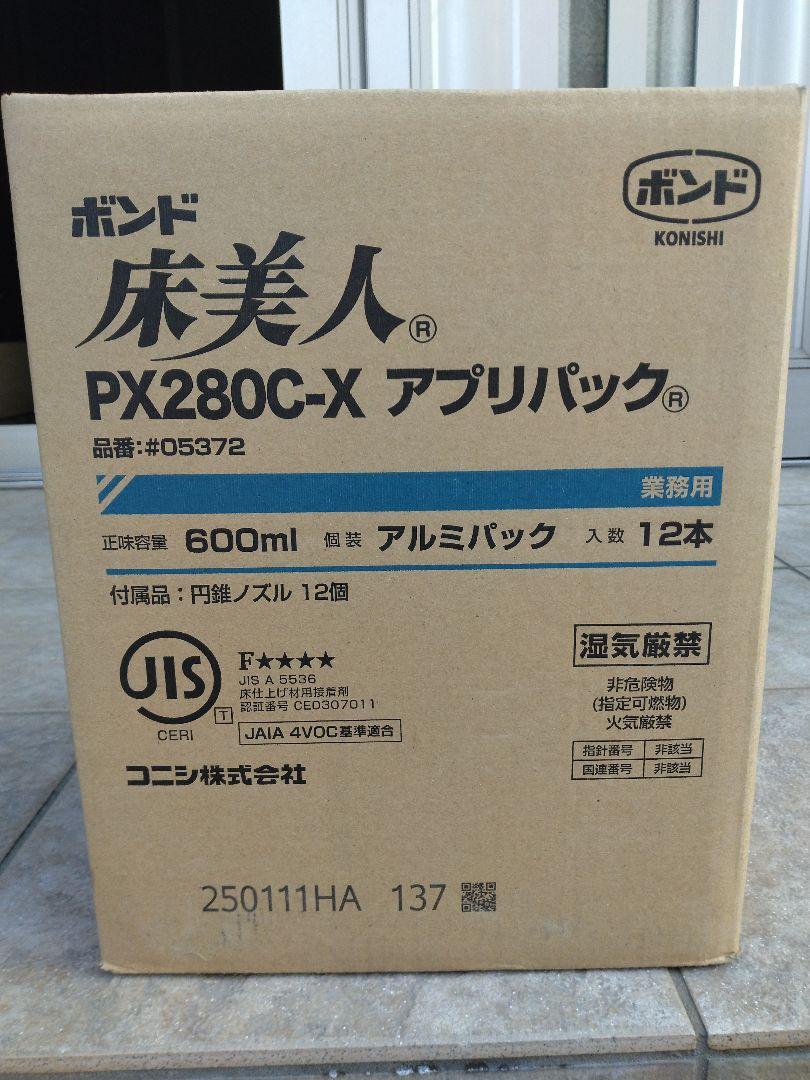 ボンド
KONISHI
ボンド
床美人®
PX280C-X アプリパック®
品番:#05372
業務用
正味容量 600ml 個装 アルミパック 入数 12本
付属品:円錐ノズル 12個
JIS
T
CERI
F★★★★
JIS A 5536
床仕上げ材用接着剤
認証番号 CE0307011
JAIA 4VOC基準適合
コニシ株式会社
湿気厳禁
非危険物
(指定可燃物)
火気厳禁
指針番号 非該当
国連番号 非該当
250111HA 137